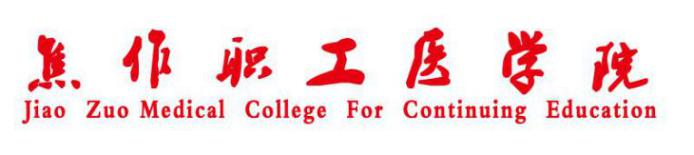 焦作职工医学院
Jiao Zuo Medical College For Continuing Education